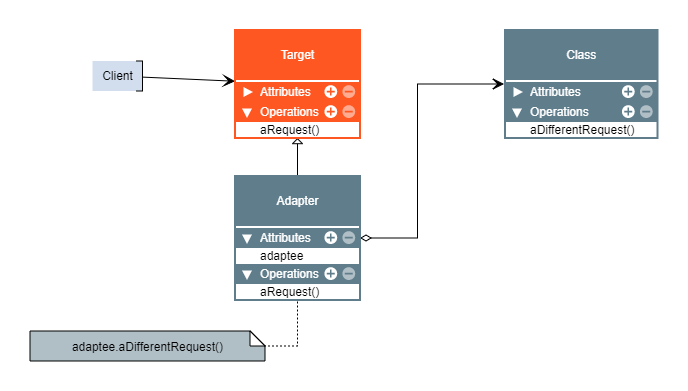 Target
Class
Client
Attributes
Attributes
Operations
Operations
aRequest()
aDifferentRequest()
Adapter
Attributes
adaptee
Operations
aRequest()
adaptee.aDifferentRequest()